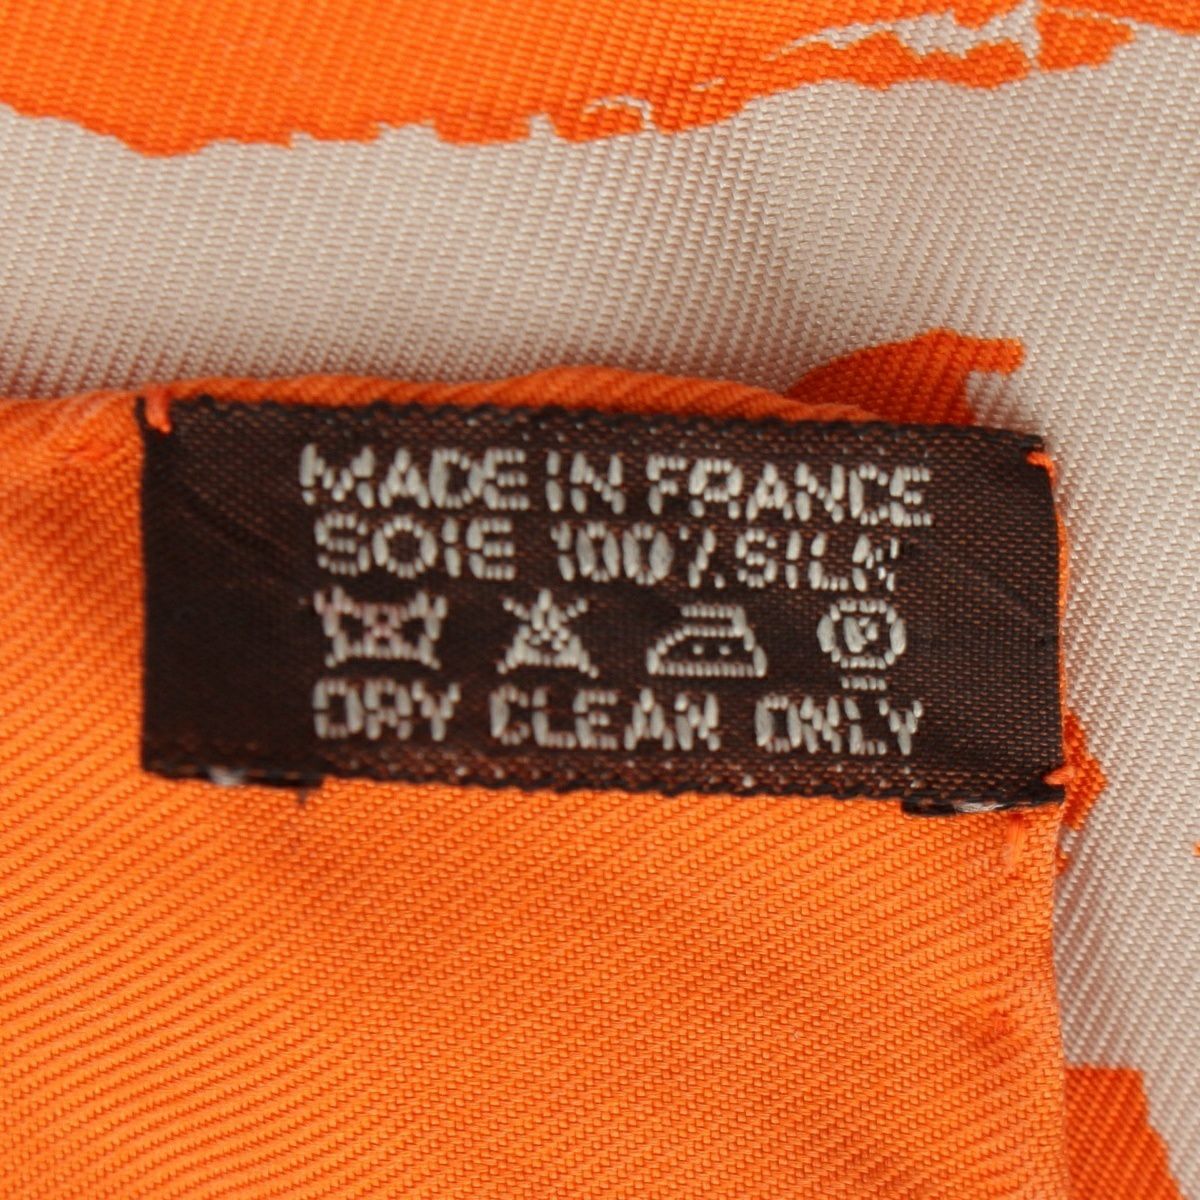 MADE IN FRANCE
SOIE 100% SILK
P
DRY CLEAN ONLY